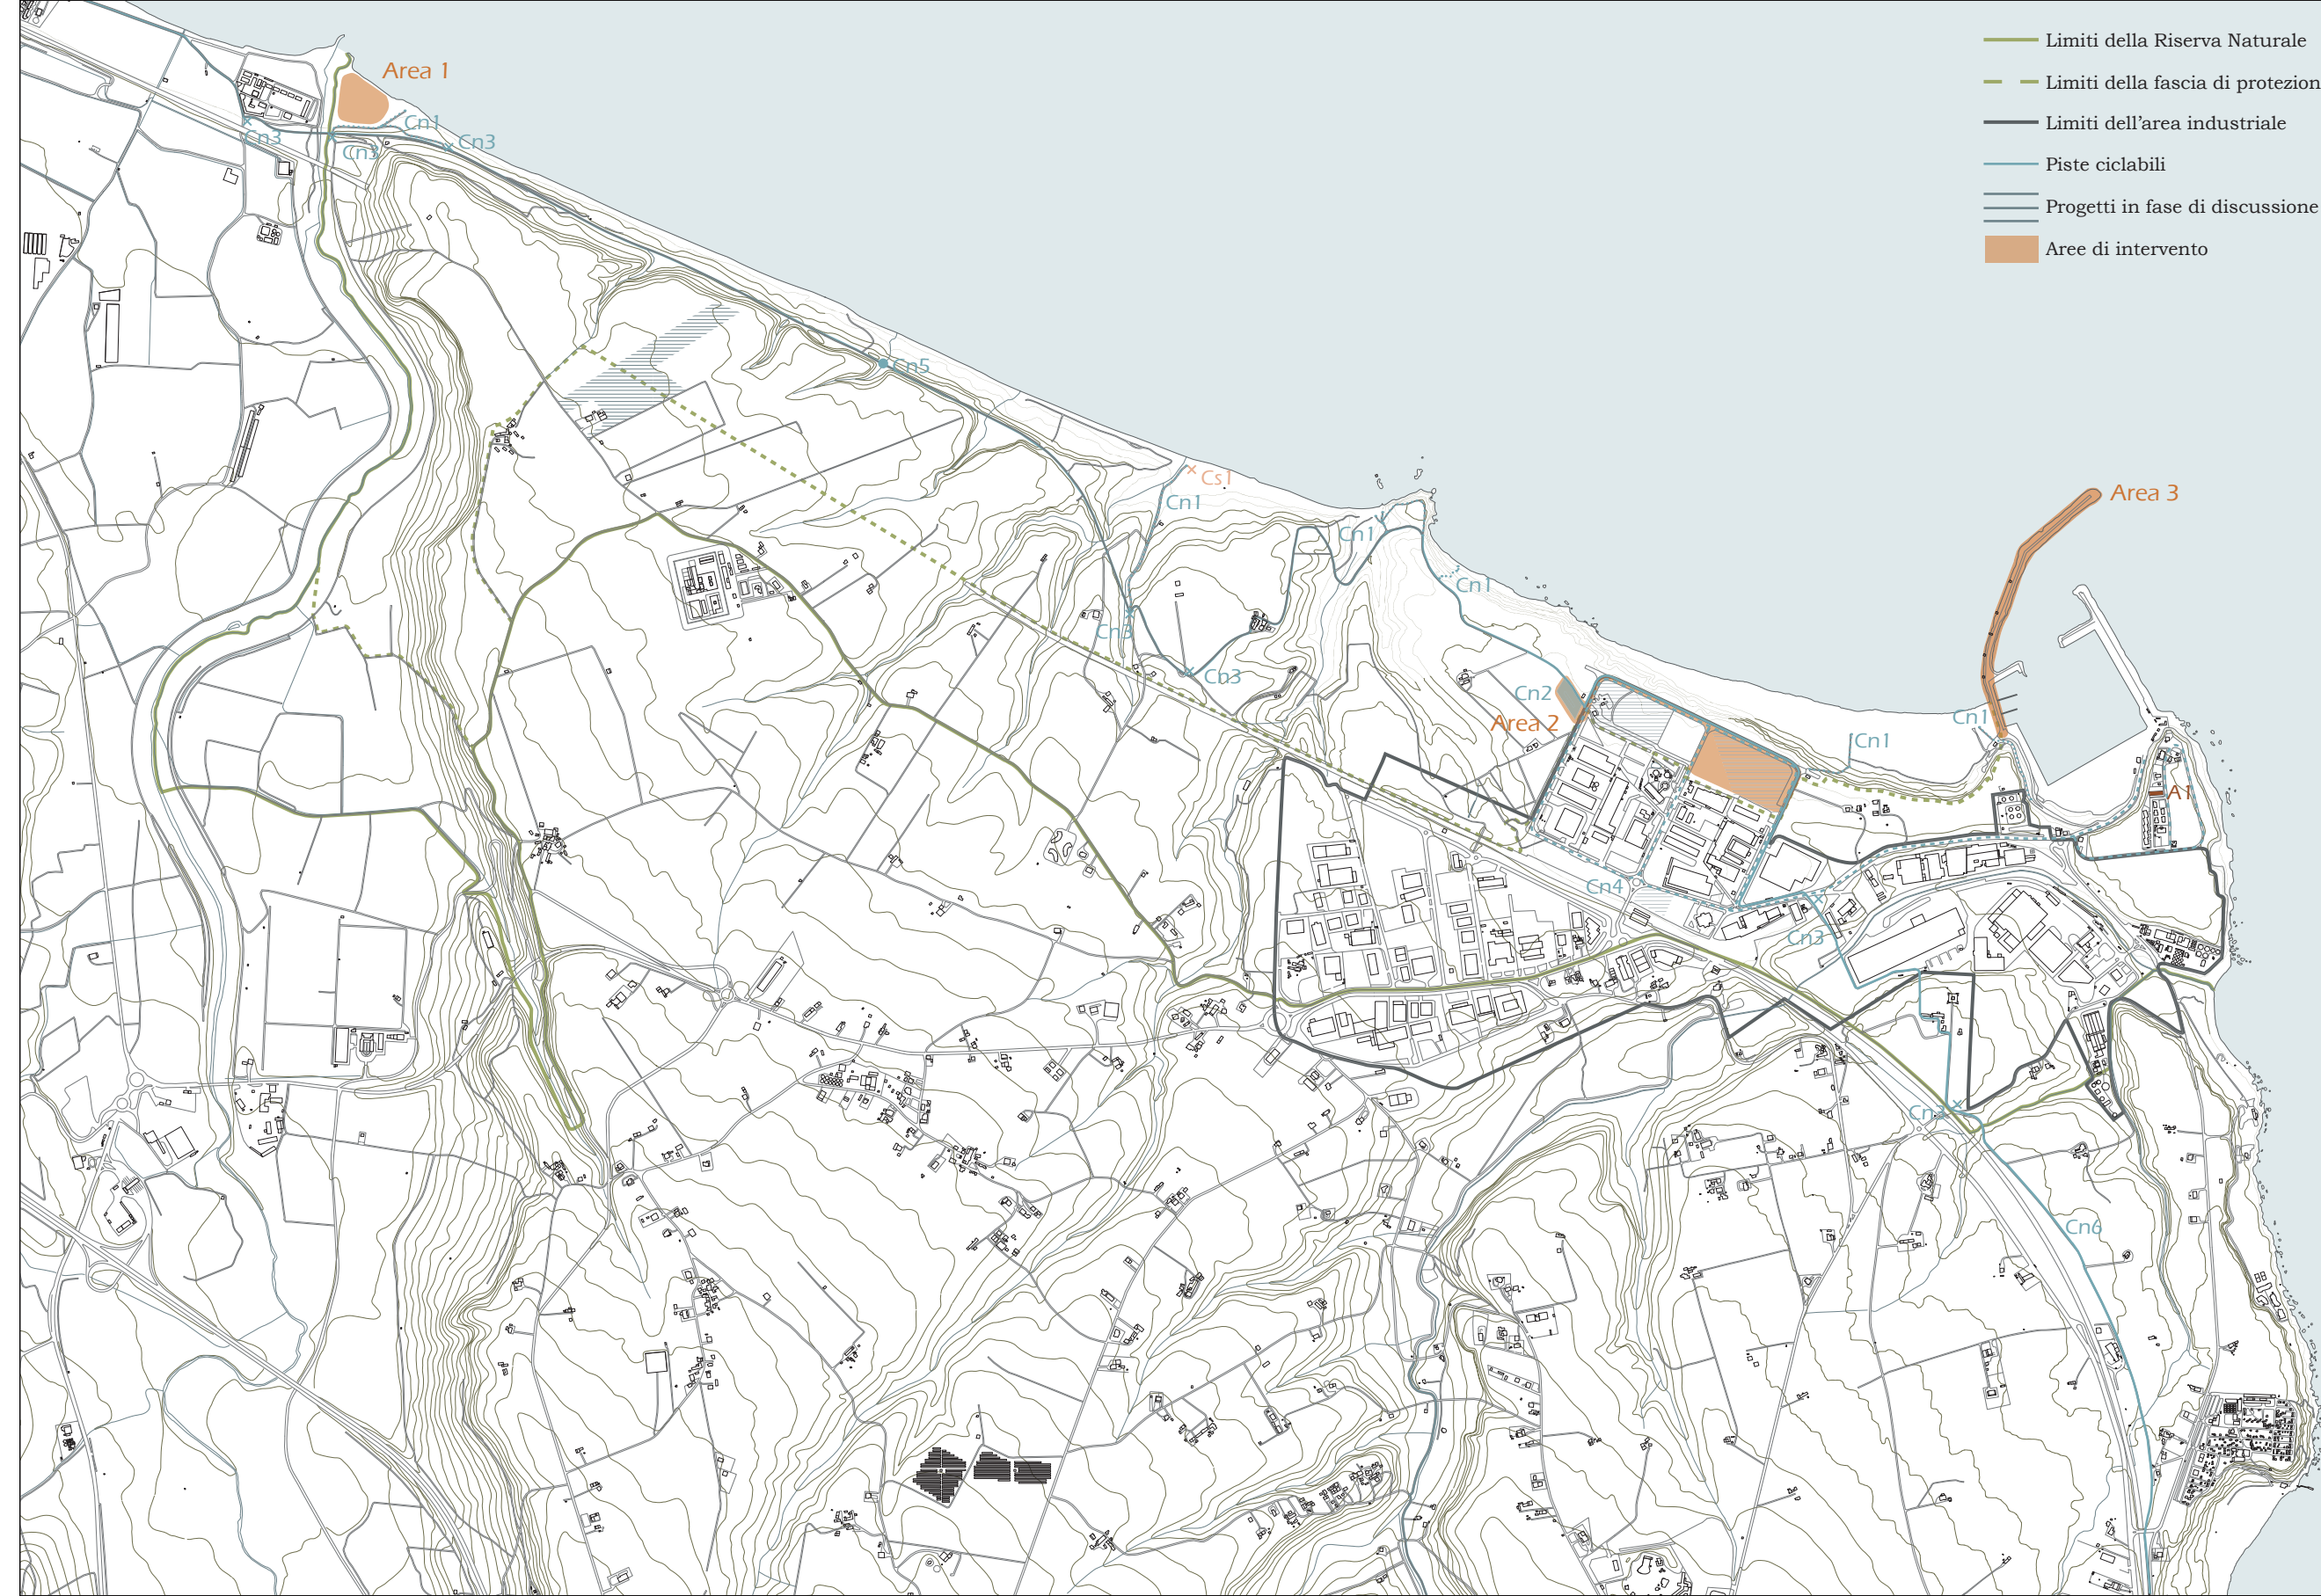 Limiti della Riserva Naturale
Limiti della fascia di protezion
Limiti dell'area industriale
Piste ciclabili
Progetti in fase di discussione
Aree di intervento
Area 1
Cn1
Cn3
Cn3
Cn3
Cn5
Cs1
Cn1
Area 3
Cn1
Cn1
Cn3
Cn3
Cn2
Area 2
Cn1
Cn1
A1
Cn4
Cn3
Cn6